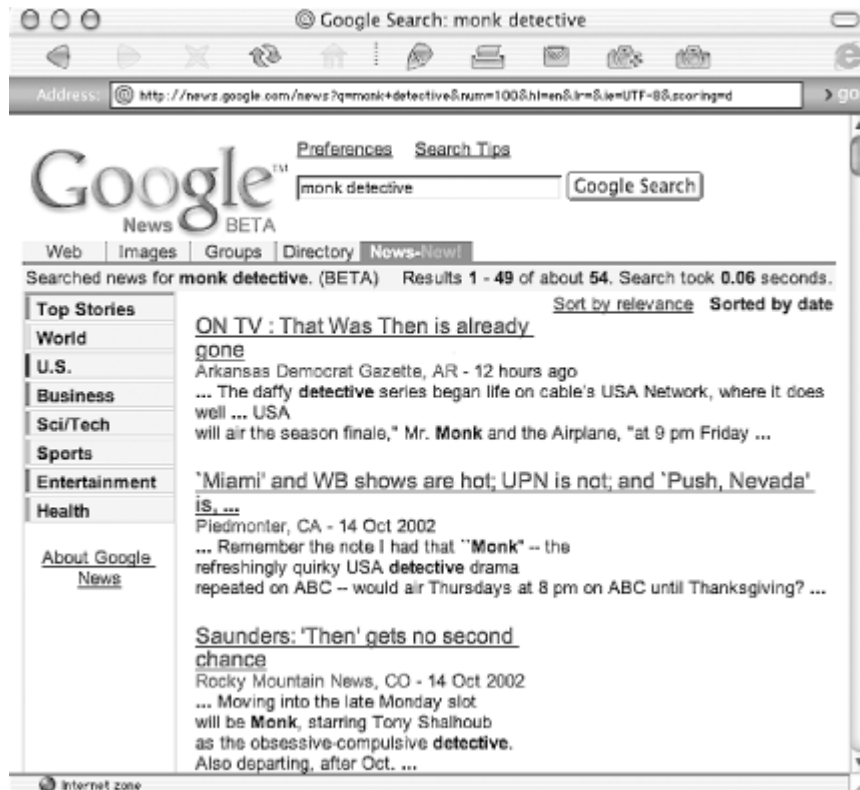 Google Search: monk detective
Address: http://news.google.com/news?q=monk+detective&num=100&hl=en&lr=&ie=UTF-8&scoring=d go
Preferences Search Tips
Google™
News BETA
monk detective Google Search
Web Images Groups Directory News-New!
Searched news for monk detective. (BETA) Results 1 - 49 of about 54. Search took 0.06 seconds.
Sort by relevance Sorted by date
Top Stories
World
U.S.
Business
Sci/Tech
Sports
Entertainment
Health
About Google
News
ON TV : That Was Then is already
gone
Arkansas Democrat Gazette, AR - 12 hours ago
... The daffy detective series began life on cable's USA Network, where it does
well ... USA
will air the season finale," Mr. Monk and the Airplane, "at 9 pm Friday ...
`Miami' and WB shows are hot; UPN is not; and `Push, Nevada'
is, ...
Piedmonter, CA - 14 Oct 2002
... Remember the note I had that ``Monk" -- the
refreshingly quirky USA detective drama
repeated on ABC -- would air Thursdays at 8 pm on ABC until Thanksgiving? ...
Saunders: 'Then' gets no second
chance
Rocky Mountain News, CO - 14 Oct 2002
... Moving into the late Monday slot
will be Monk, starring Tony Shalhoub
as the obsessive-compulsive detective.
Also departing, after Oct. ...
Internet zone